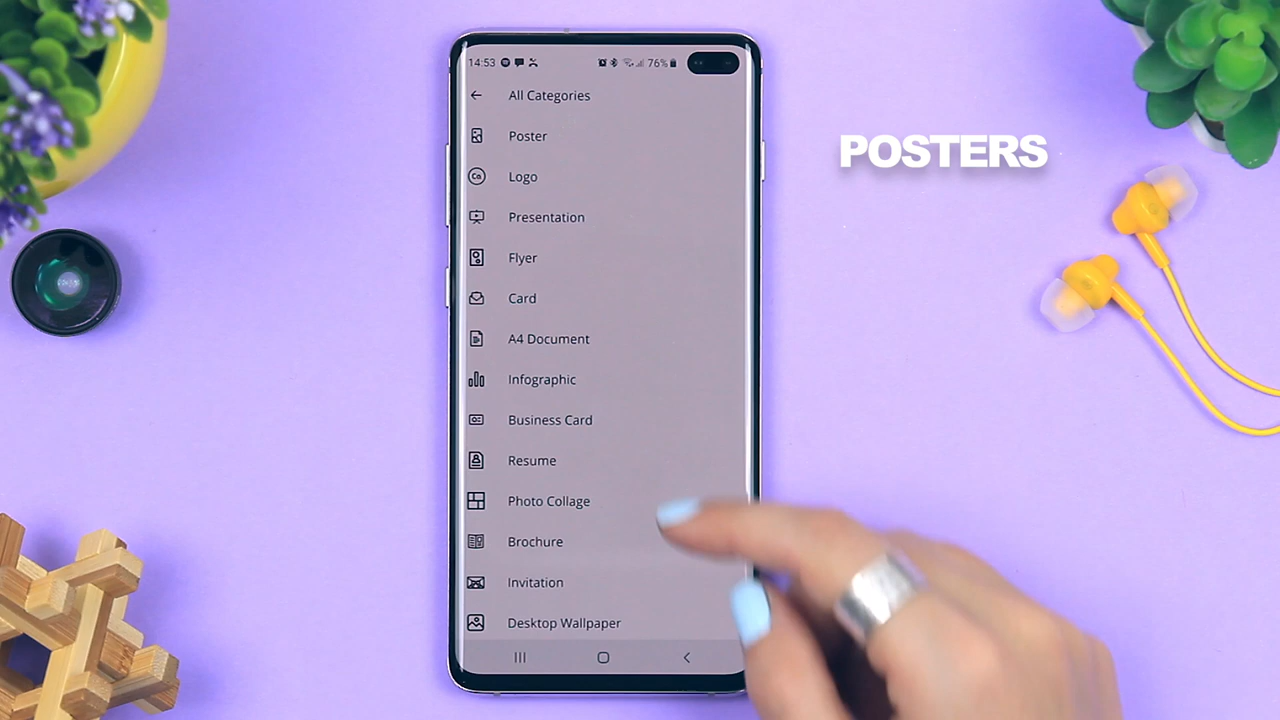 14:53 76%
All Categories
Poster
Ca Logo
Presentation
Flyer
Card
A4 Document
Infographic
Business Card
Resume
Photo Collage
Brochure
Invitation
Desktop Wallpaper
POSTERS